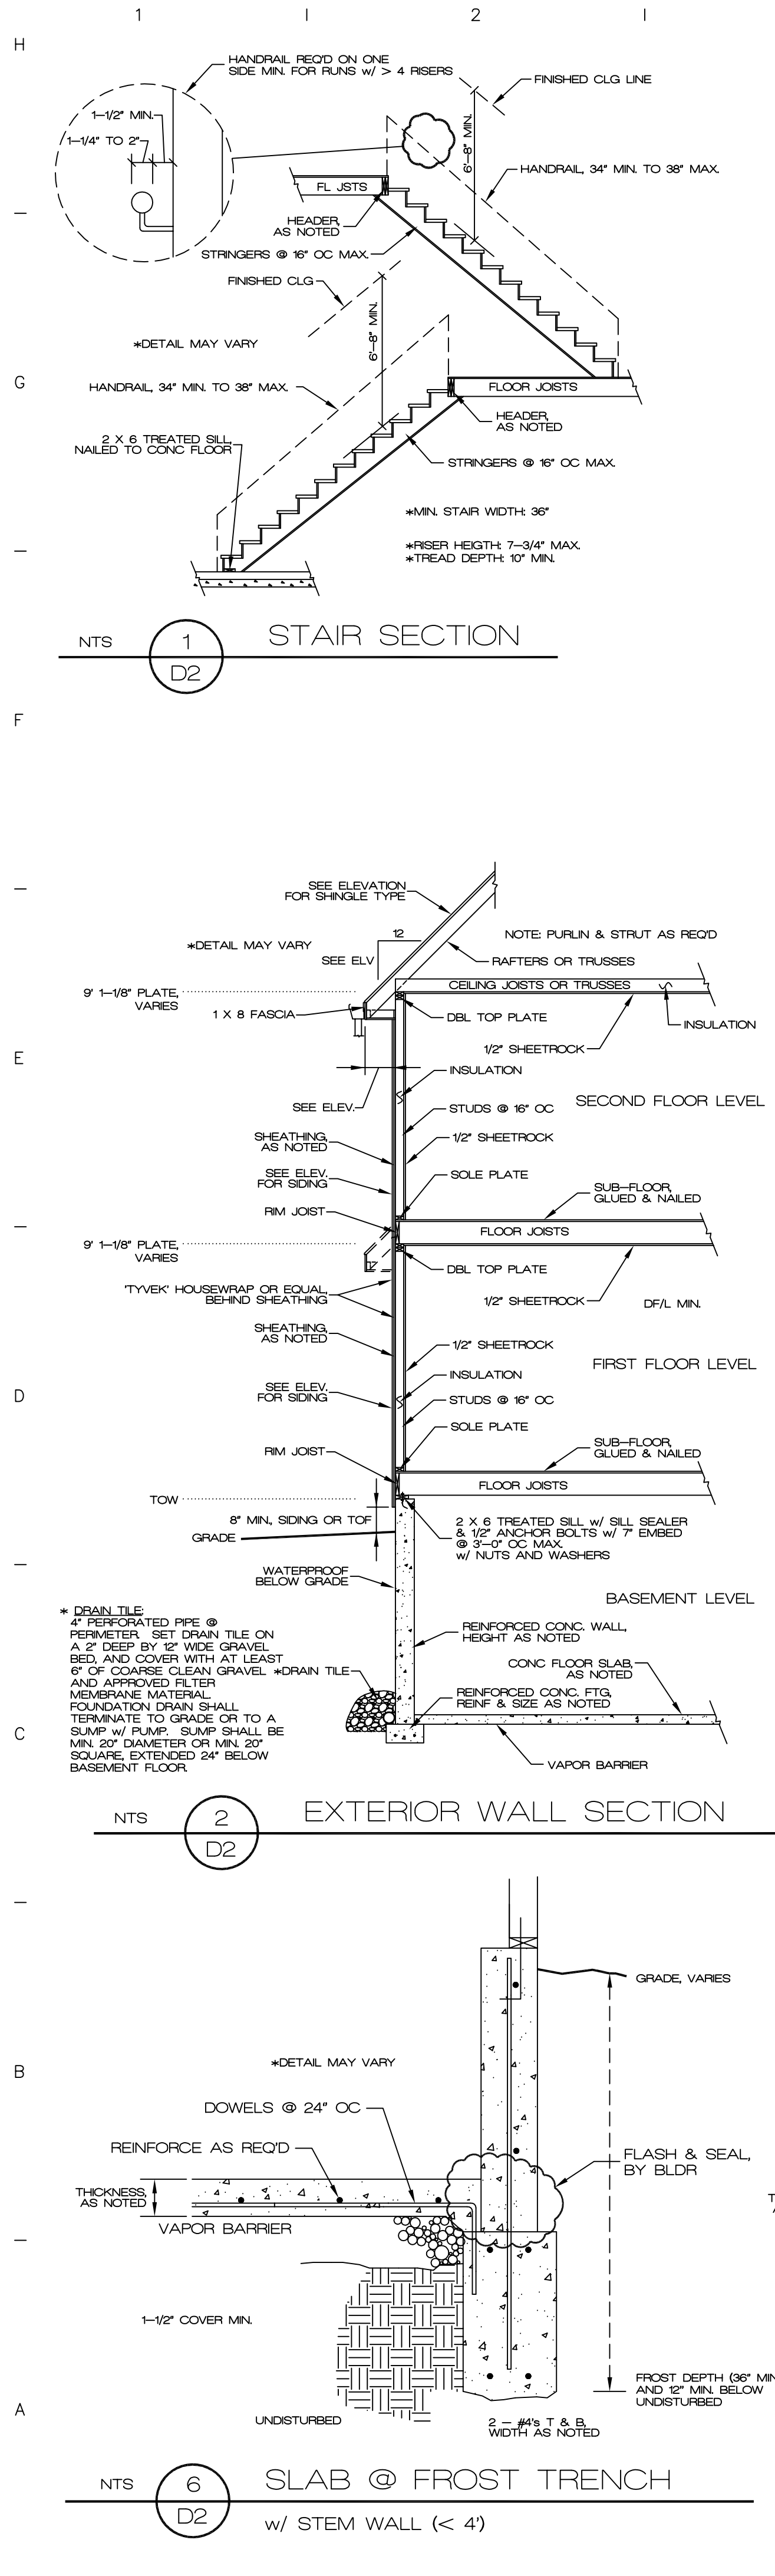 1
2
H
HANDRAIL REQ'D ON ONE
SIDE MIN. FOR RUNS w/ > 4 RISERS
FINISHED CLG LINE
1-1/2" MIN.
1-1/4" TO 2"
6'-8" MIN.
HANDRAIL, 34" MIN. TO 38" MAX.
FL JSTS
HEADER,
AS NOTED
STRINGERS @ 16" OC MAX.
FINISHED CLG
6'-8" MIN.
*DETAIL MAY VARY
G
HANDRAIL, 34" MIN. TO 38" MAX.
FLOOR JOISTS
HEADER,
AS NOTED
2 X 6 TREATED SILL,
NAILED TO CONC FLOOR
STRINGERS @ 16" OC MAX.
*MIN. STAIR WIDTH: 36"
*RISER HEIGTH: 7-3/4" MAX.
*TREAD DEPTH: 10" MIN.
NTS
1
D2
STAIR SECTION
F
SEE ELEVATION
FOR SHINGLE TYPE
12
*DETAIL MAY VARY
SEE ELV
NOTE: PURLIN & STRUT AS REQ'D
RAFTERS OR TRUSSES
9' 1-1/8" PLATE,
VARIES
CEILING JOISTS OR TRUSSES
1 X 8 FASCIA
DBL TOP PLATE
INSULATION
1/2" SHEETROCK
E
INSULATION
SEE ELEV.
STUDS @ 16" OC
SECOND FLOOR LEVEL
SHEATHING,
AS NOTED
1/2" SHEETROCK
SEE ELEV.
FOR SIDING
SOLE PLATE
SUB-FLOOR,
GLUED & NAILED
RIM JOIST
FLOOR JOISTS
9' 1-1/8" PLATE,
VARIES
DBL TOP PLATE
'TYVEK' HOUSEWRAP OR EQUAL,
BEHIND SHEATHING
1/2" SHEETROCK
DF/L MIN.
SHEATHING,
AS NOTED
1/2" SHEETROCK
FIRST FLOOR LEVEL
INSULATION
D
SEE ELEV.
FOR SIDING
STUDS @ 16" OC
SOLE PLATE
RIM JOIST
SUB-FLOOR,
GLUED & NAILED
FLOOR JOISTS
TOW
8" MIN., SIDING OR TOF
GRADE
2 X 6 TREATED SILL w/ SILL SEALER
& 1/2" ANCHOR BOLTS w/ 7" EMBED
@ 3'-0" OC MAX.
w/ NUTS AND WASHERS
WATERPROOF
BELOW GRADE
BASEMENT LEVEL
* DRAIN TILE:
4" PERFORATED PIPE @
PERIMETER. SET DRAIN TILE ON
A 2" DEEP BY 12" WIDE GRAVEL
BED, AND COVER WITH AT LEAST
6" OF COARSE CLEAN GRAVEL
AND APPROVED FILTER
MEMBRANE MATERIAL.
FOUNDATION DRAIN SHALL
TERMINATE TO GRADE OR TO A
SUMP w/ PUMP. SUMP SHALL BE
MIN. 20" DIAMETER OR MIN. 20"
SQUARE, EXTENDED 24" BELOW
BASEMENT FLOOR.
*DRAIN TILE
REINFORCED CONC. WALL,
HEIGHT AS NOTED
CONC FLOOR SLAB,
AS NOTED
REINFORCED CONC. FTG,
REINF & SIZE AS NOTED
C
VAPOR BARRIER
NTS
2
D2
EXTERIOR WALL SECTION
GRADE, VARIES
*DETAIL MAY VARY
B
DOWELS @ 24" OC
REINFORCE AS REQ'D
FLASH & SEAL,
BY BLDR
THICKNESS,
AS NOTED
VAPOR BARRIER
1-1/2" COVER MIN.
FROST DEPTH (36" MIN
AND 12" MIN. BELOW
UNDISTURBED
A
UNDISTURBED
2 - #4's T & B,
WIDTH AS NOTED
NTS
6
D2
SLAB @ FROST TRENCH
w/ STEM WALL (< 4')